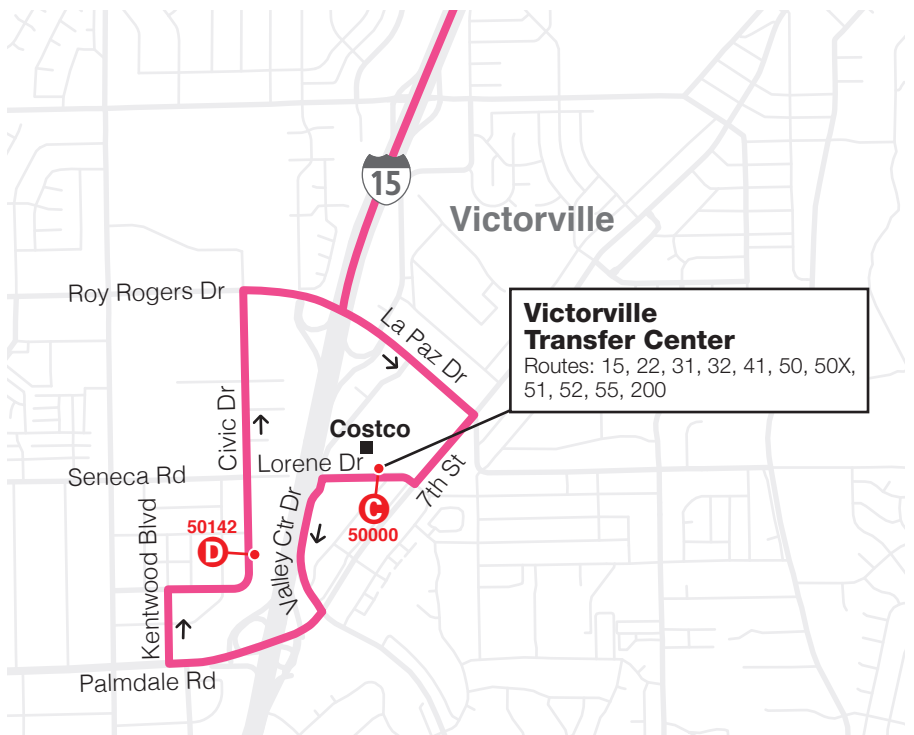 15
Victorville
Roy Rogers Dr
La Paz Dr
Victorville
Transfer Center
Routes: 15, 22, 31, 32, 41, 50, 50X,
51, 52, 55, 200
Civic Dr
Costco
Lorene Dr
Seneca Rd
7th St
Kentwood Blvd
Valley Ctr Dr
C
50000
50142
D
Palmdale Rd